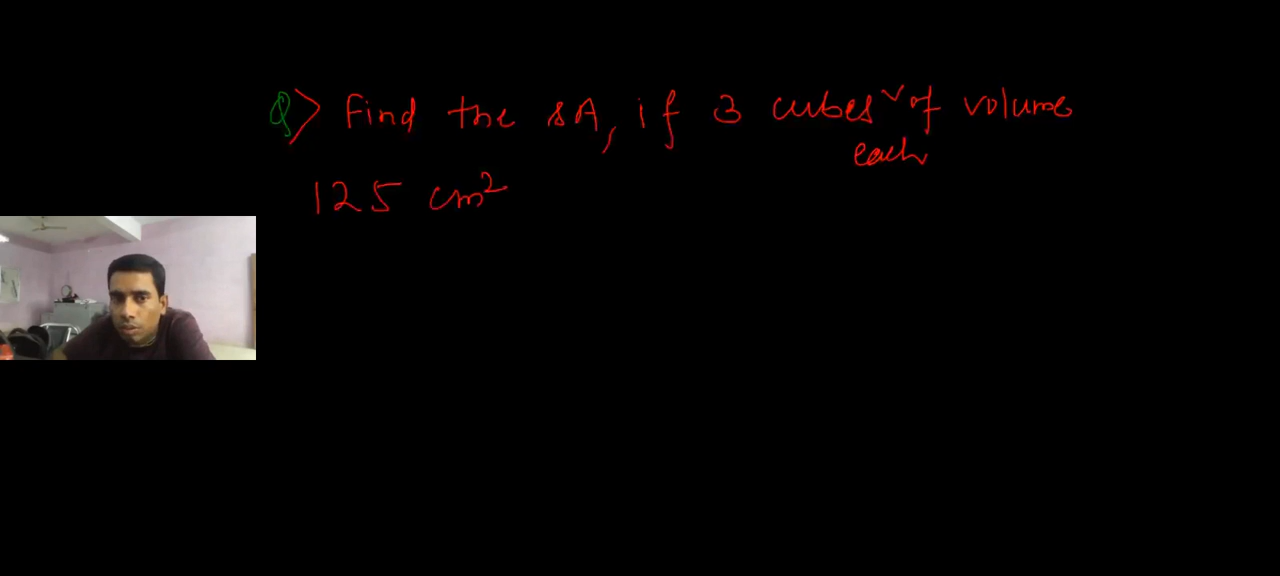 Q> Find the SA, if 3 cubes each of volume
125 cm²